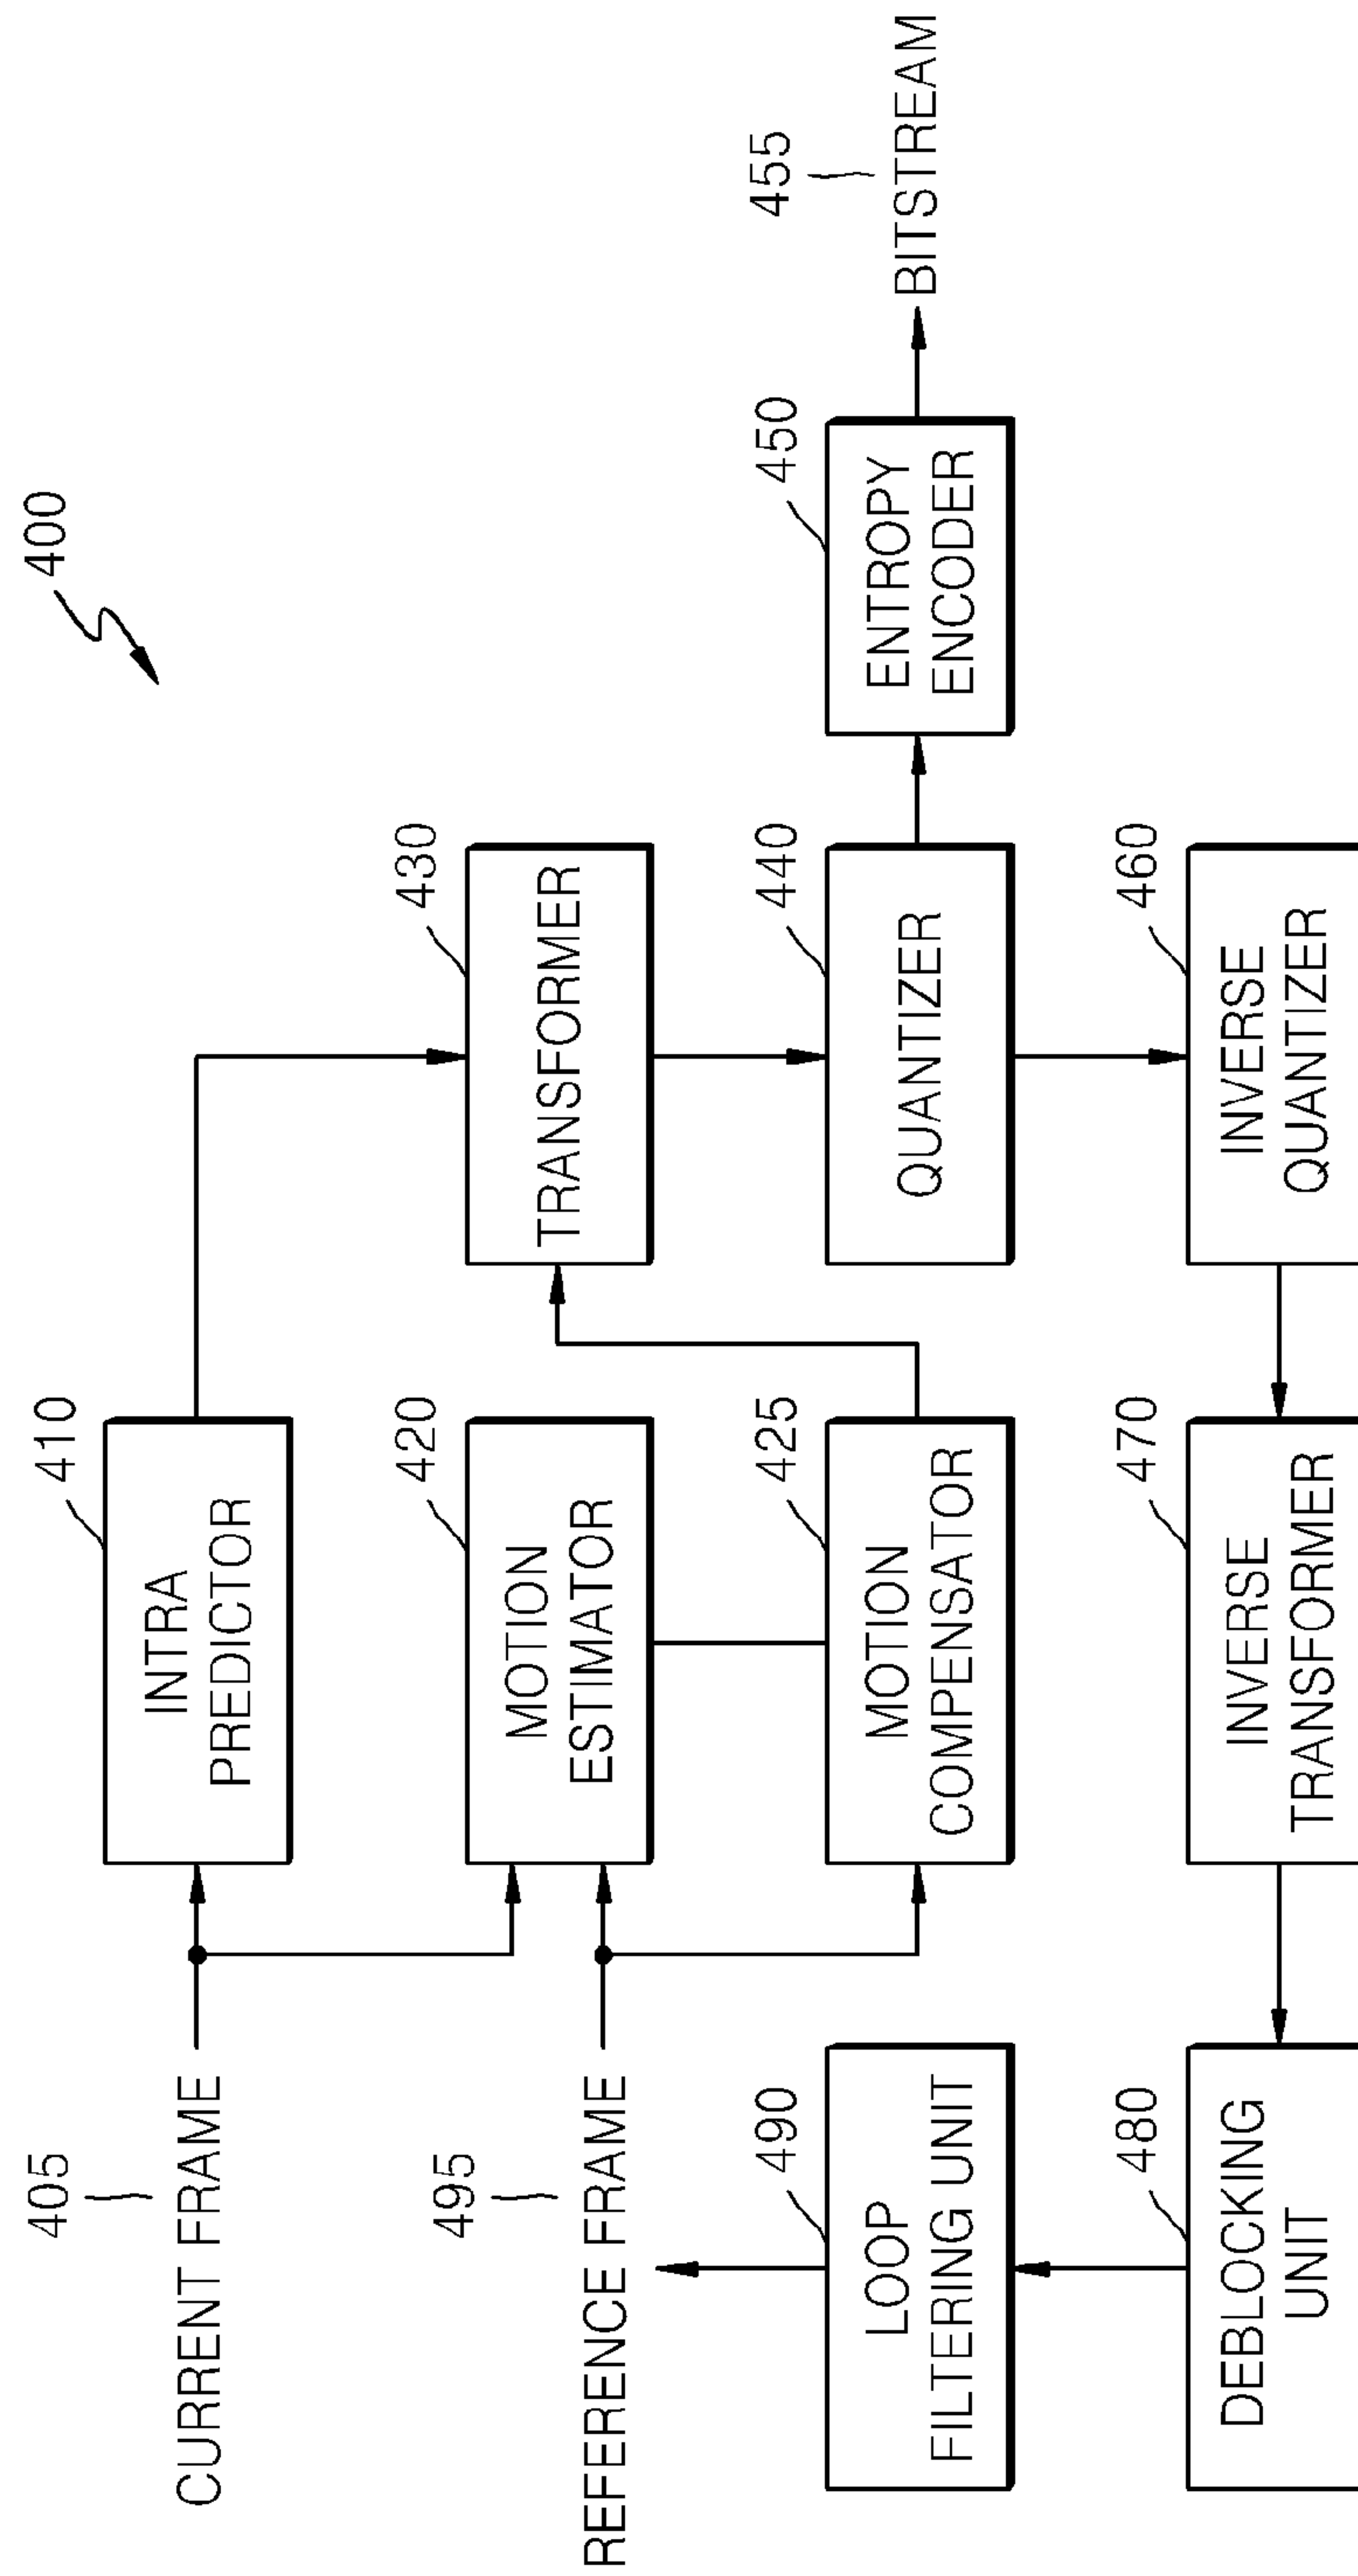 400
405
CURRENT FRAME
410
INTRA
PREDICTOR
495
REFERENCE FRAME
420
MOTION
ESTIMATOR
430
TRANSFORMER
490
LOOP
FILTERING UNIT
425
MOTION
COMPENSATOR
440
QUANTIZER
450
ENTROPY
ENCODER
455
BITSTREAM
480
DEBLOCKING
UNIT
470
INVERSE
TRANSFORMER
460
INVERSE
QUANTIZER